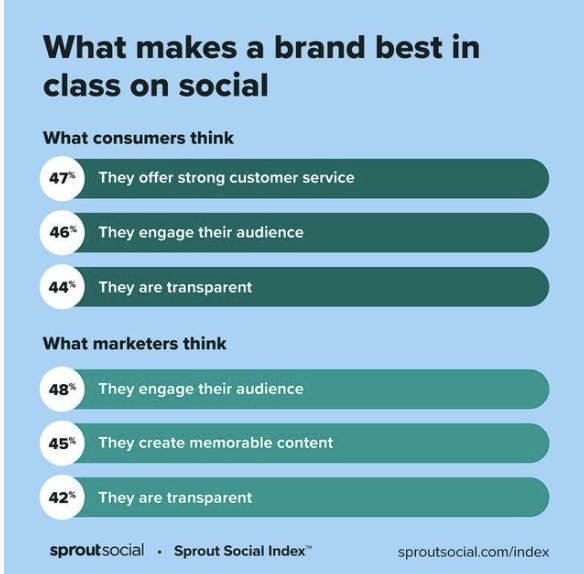 What makes a brand best in
class on social
What consumers think
47% They offer strong customer service
46% They engage their audience
44% They are transparent
What marketers think
48% They engage their audience
45% They create memorable content
42% They are transparent
sproutsocial • Sprout Social Index™ sproutsocial.com/index